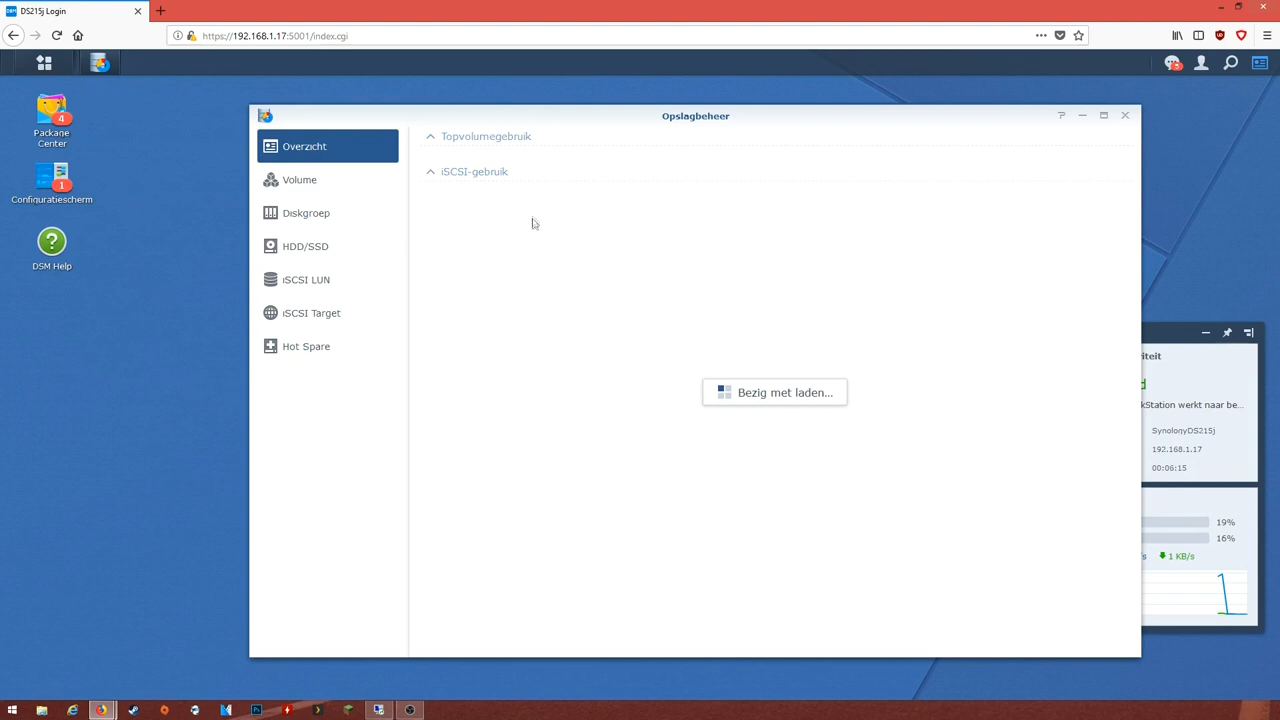 DS215j Login
https://192.168.1.17:5001/index.cgi
Package
Center
4
Configuratiescherm
1
DSM Help
Opslagbeheer
Overzicht
Volume
Diskgroep
HDD/SSD
iSCSI LUN
iSCSI Target
Hot Spare
Topvolumegebruik
iSCSI-gebruik
Bezig met laden...
iteit
d
kStation werkt naar be...
SynologyDS215j
192.168.1.17
00:06:15
19%
16%
/s
1 KB/s